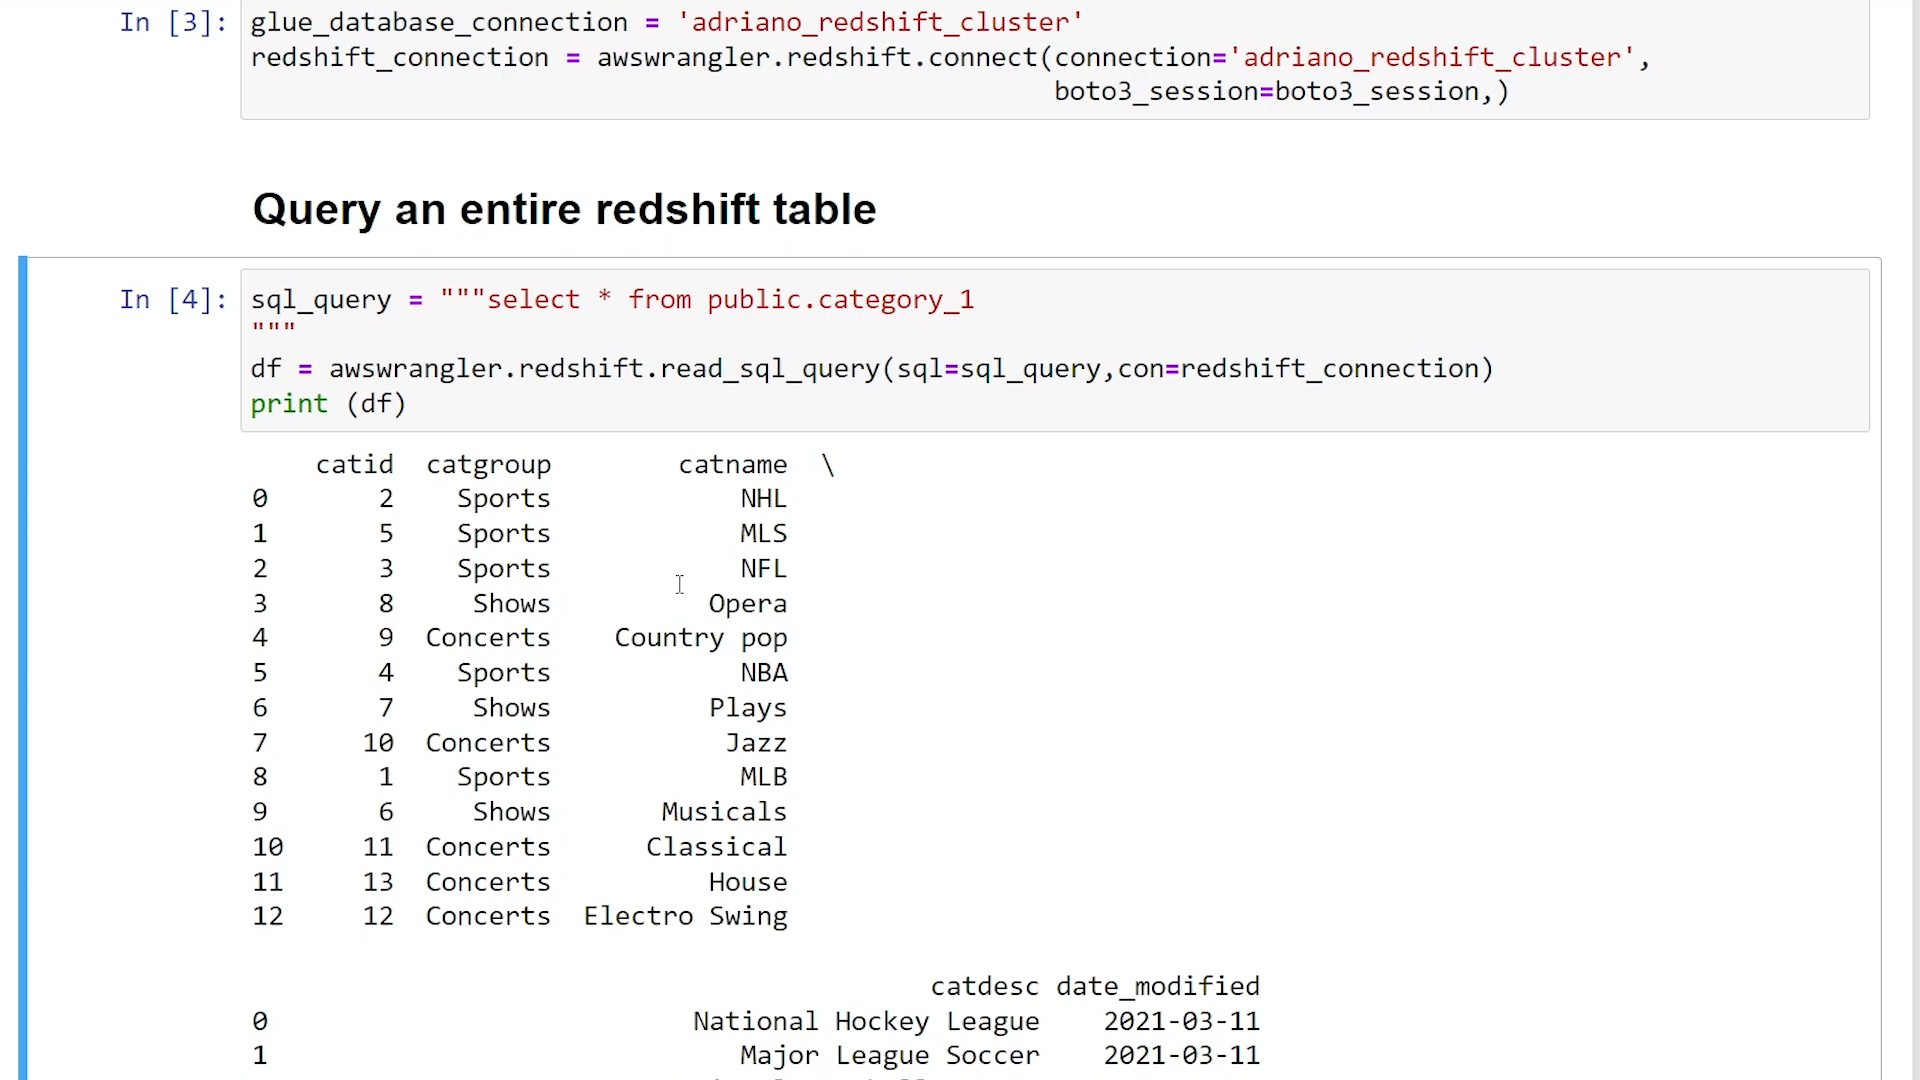 In [3]: glue_database_connection = 'adriano_redshift_cluster'
redshift_connection = awswrangler.redshift.connect(connection='adriano_redshift_cluster',
boto3_session=boto3_session,)
Query an entire redshift table
In [4]: sql_query = """select * from public.category_1
"""
df = awswrangler.redshift.read_sql_query(sql=sql_query,con=redshift_connection)
print (df)
catid catgroup catname \
0 2 Sports NHL
1 5 Sports MLS
2 3 Sports NFL
3 8 Shows Opera
4 9 Concerts Country pop
5 4 Sports NBA
6 7 Shows Plays
7 10 Concerts Jazz
8 1 Sports MLB
9 6 Shows Musicals
10 11 Concerts Classical
11 13 Concerts House
12 12 Concerts Electro Swing
catdesc date_modified
0 National Hockey League 2021-03-11
1 Major League Soccer 2021-03-11